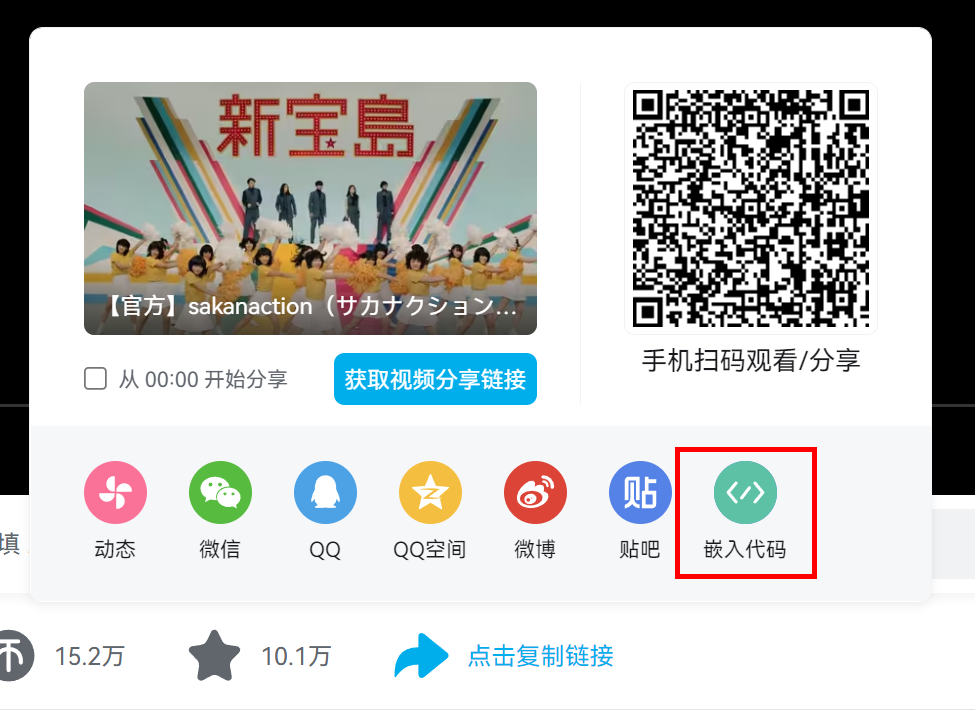 新宝島
【官方】sakanaction（サカナクション...
从 00:00 开始分享
获取视频分享链接
手机扫码观看/分享
动态
微信
QQ
QQ空间
微博
贴
贴吧
嵌入代码
填
15.2万
10.1万
点击复制链接